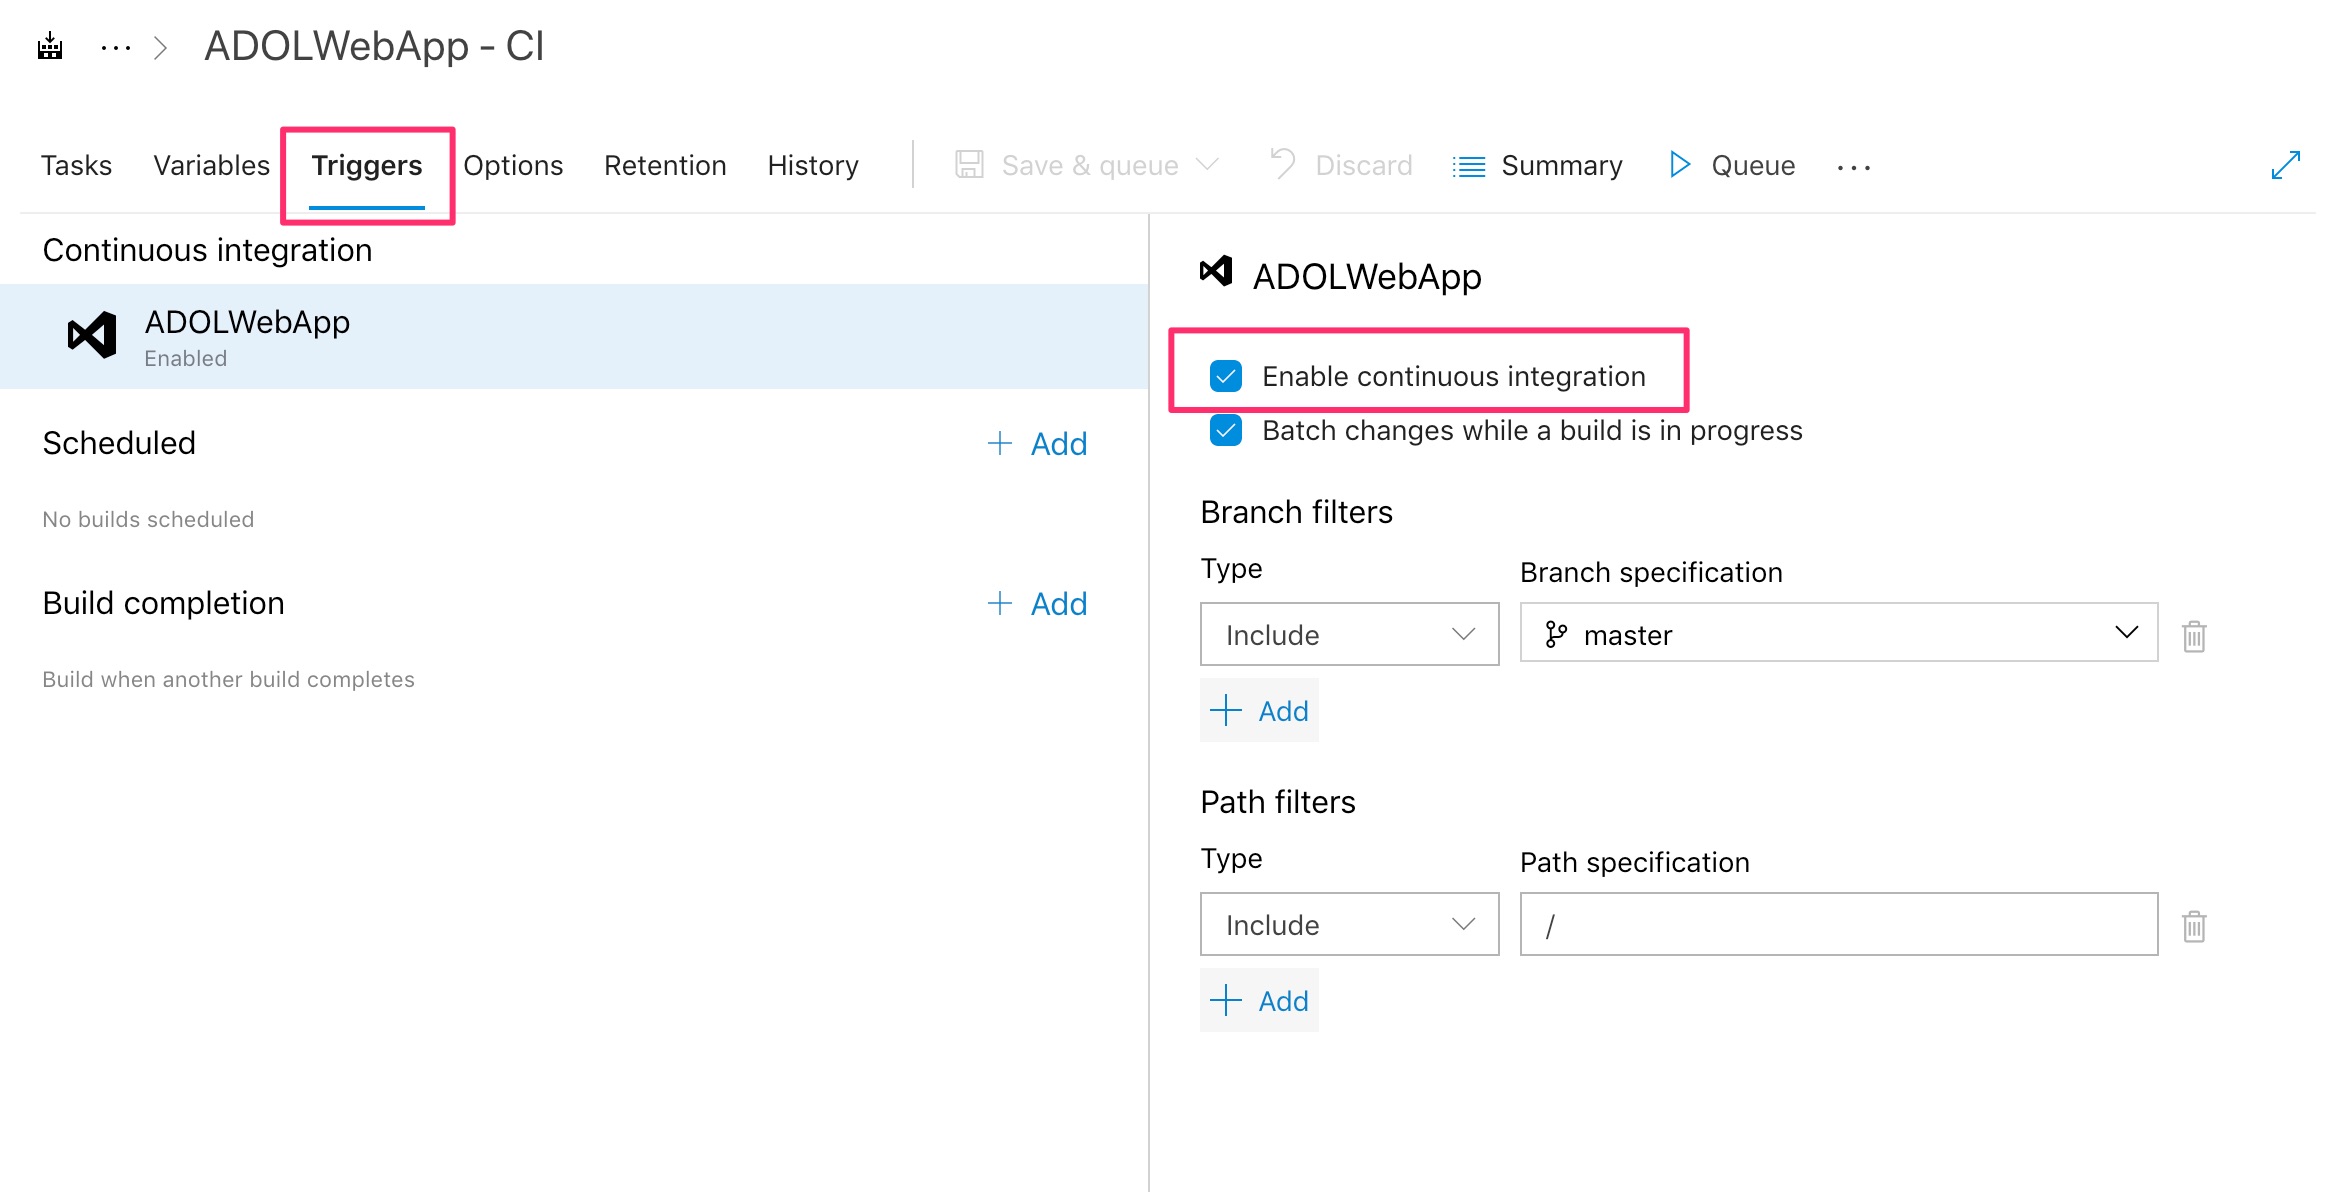 ADOLWebApp - CI
Tasks Variables Triggers Options Retention History Save & queue Discard Summary Queue ...
Continuous integration
ADOLWebApp
Enabled
Scheduled + Add
No builds scheduled
Build completion + Add
Build when another build completes
ADOLWebApp
Enable continuous integration
Batch changes while a build is in progress
Branch filters
Type Branch specification
Include master
+ Add
Path filters
Type Path specification
Include /
+ Add